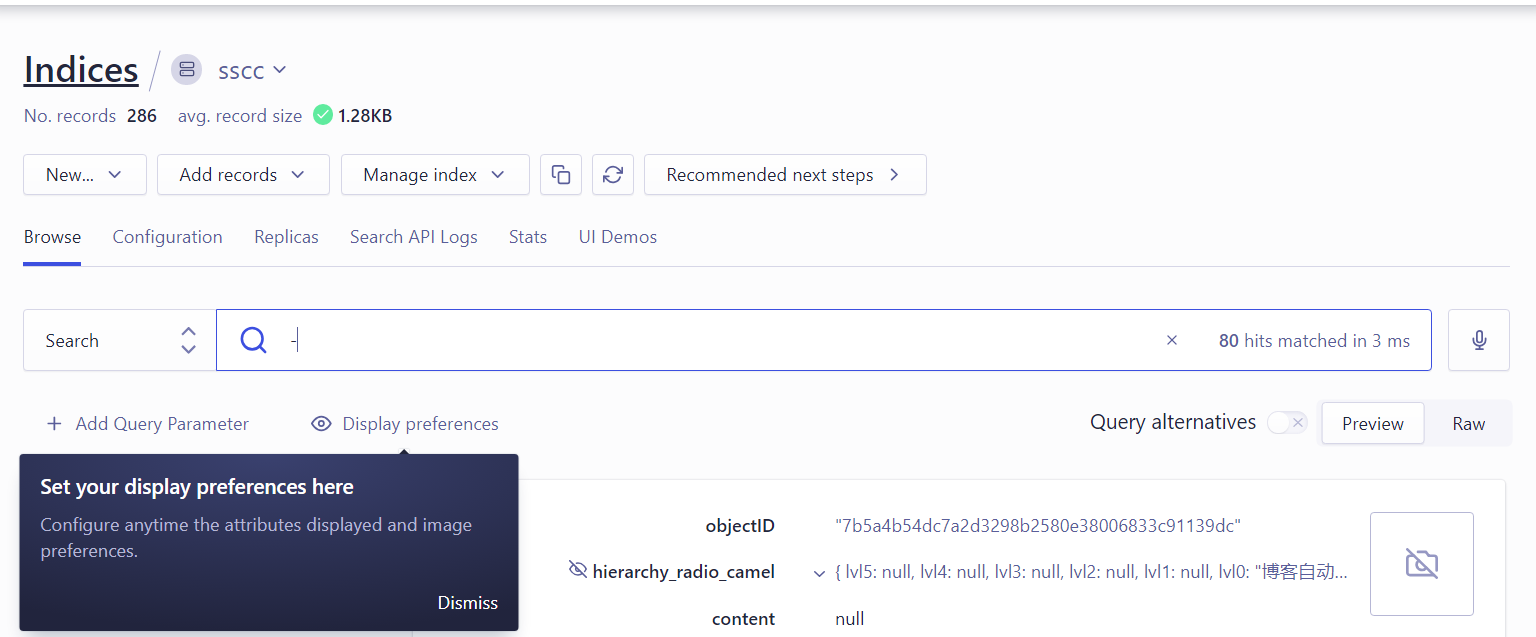 Indices / sscc
No. records 286 avg. record size 1.28KB
New... Add records Manage index Recommended next steps
Browse Configuration Replicas Search API Logs Stats UI Demos
Search - 80 hits matched in 3 ms
Add Query Parameter Display preferences Query alternatives Preview Raw
Set your display preferences here
Configure anytime the attributes displayed and image
preferences.
Dismiss
objectID "7b5a4b54dc7a2d3298b2580e38006833c91139dc"
hierarchy_radio_camel { lvl5: null, lvl4: null, lvl3: null, lvl2: null, lvl1: null, lvl0: "博客自动...
content null